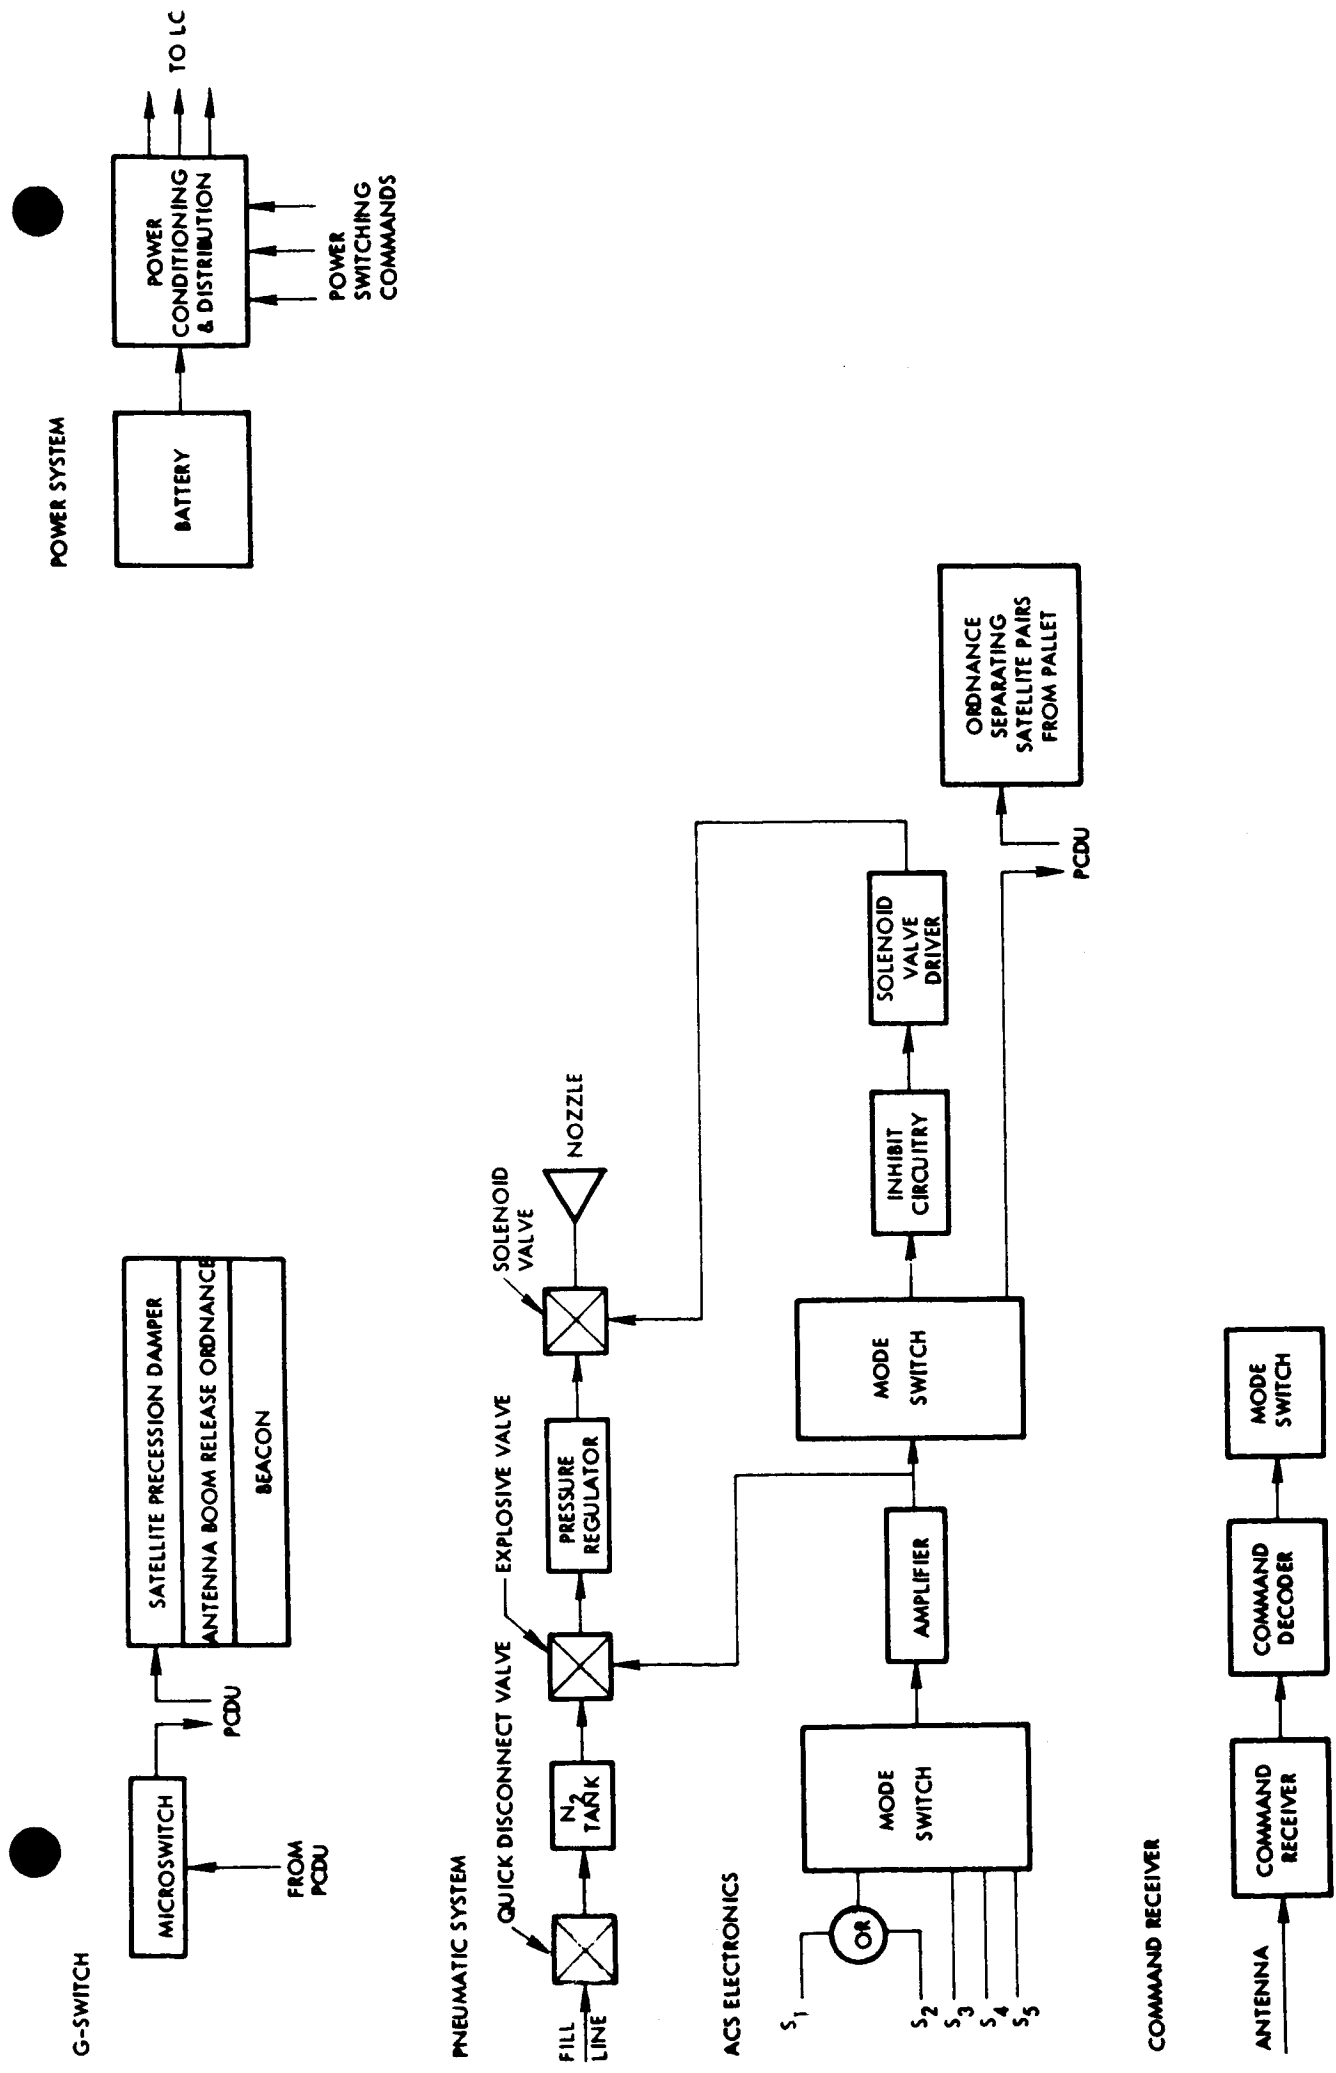 G-SWITCH
MICROSWITCH
FROM
PCDU
PCDU
SATELLITE PRECESSION DAMPER
ANTENNA BOOM RELEASE ORDNANCE
BEACON
POWER SYSTEM
BATTERY
POWER
CONDITIONING
& DISTRIBUTION
TO LC
POWER
SWITCHING
COMMANDS
PNEUMATIC SYSTEM
QUICK DISCONNECT VALVE
EXPLOSIVE VALVE
SOLENOID
VALVE
FILL
LINE
N2
TANK
PRESSURE
REGULATOR
NOZZLE
ACS ELECTRONICS
S1
S2
S3
S4
S5
OR
MODE
SWITCH
AMPLIFIER
MODE
SWITCH
INHIBIT
CIRCUITRY
SOLENOID
VALVE
DRIVER
PCDU
ORDNANCE
SEPARATING
SATELLITE PAIRS
FROM PALLET
COMMAND RECEIVER
ANTENNA
COMMAND
RECEIVER
COMMAND
DECODER
MODE
SWITCH